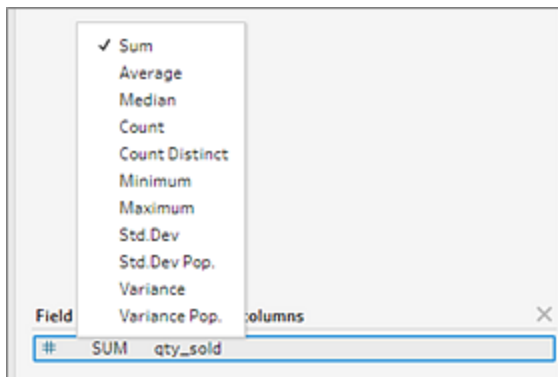 ✓ Sum
Average
Median
Count
Count Distinct
Minimum
Maximum
Std.Dev
Std.Dev Pop.
Variance
Variance Pop.
Field olumns
# SUM qty_sold